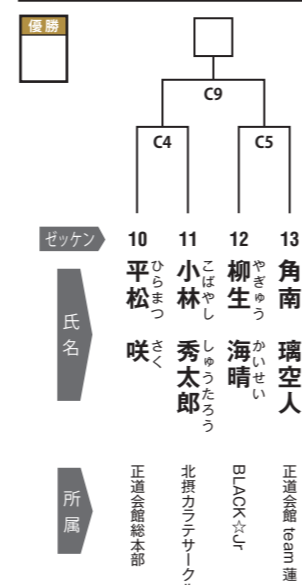 優勝
C9
C4 C5
ゼッケン 10 11 12 13
氏名
平松 咲
ひらまつ さく
小林 秀太郎
こばやし しゅうたろう
柳生 海晴
やぎゅう かいせい
角南 璃空人
所属
正道会館総本部
北摂カラテサークル
BLACK☆Jr
正道会館 team 蓮